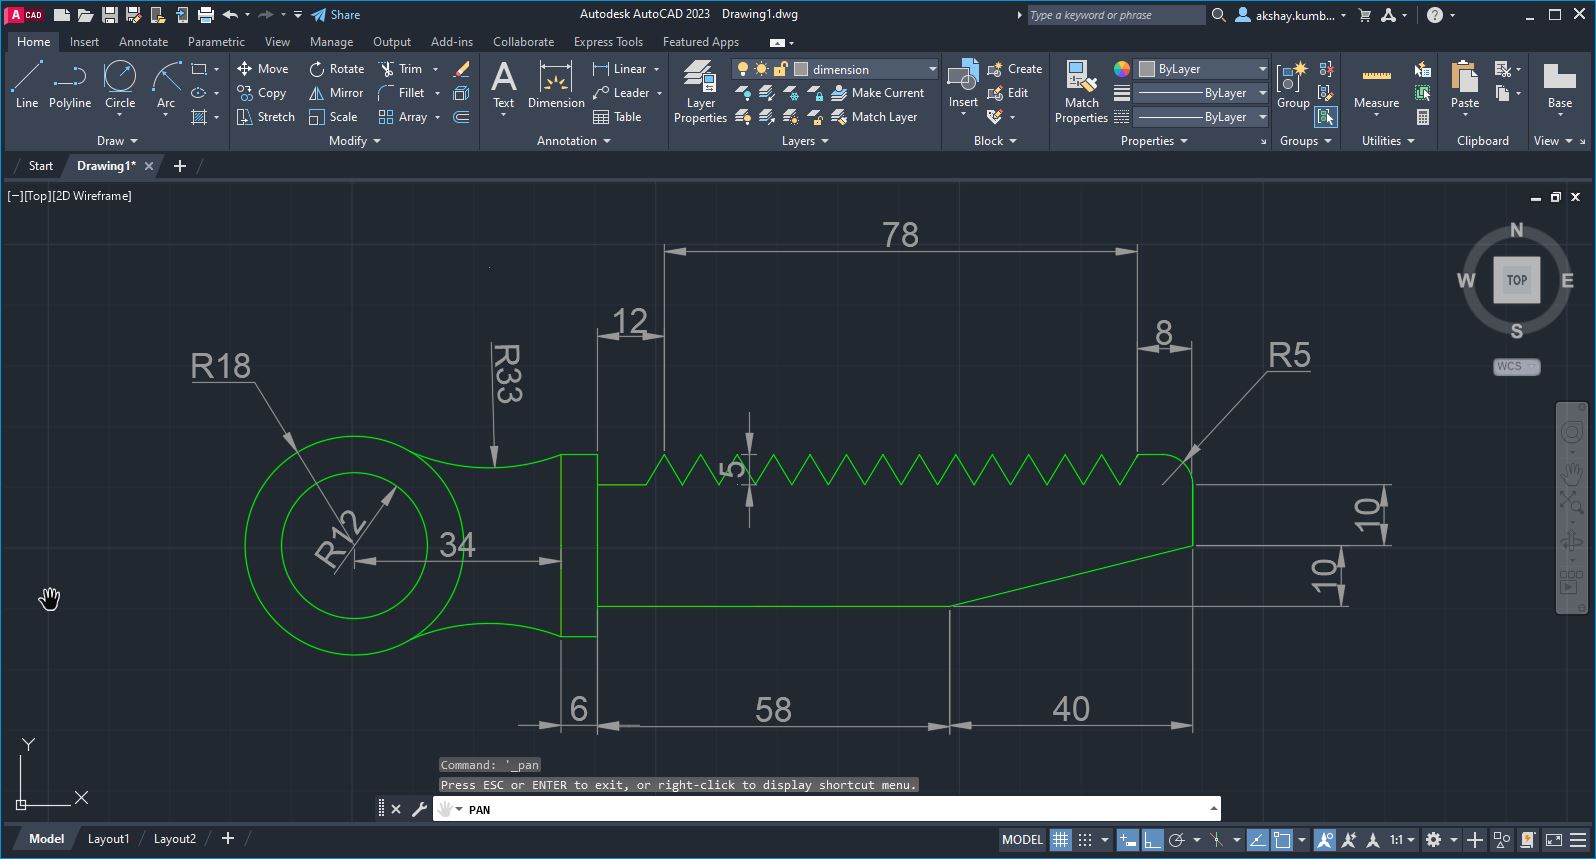 A CAD
Share
Autodesk AutoCAD 2023 Drawing1.dwg
Type a keyword or phrase
akshay.kumb...
Home Insert Annotate Parametric View Manage Output Add-ins Collaborate Express Tools Featured Apps
Line Polyline Circle Arc
Draw
Move Rotate Trim
Copy Mirror Fillet
Stretch Scale Array
Modify
Text Dimension
Linear
Leader
Table
Annotation
Layer Properties
dimension
Make Current
Match Layer
Layers
Insert
Create
Edit
Block
Match Properties
ByLayer
ByLayer
ByLayer
Properties
Group
Groups
Measure
Utilities
Paste
Clipboard
Base
View
Start Drawing1*
[−][Top][2D Wireframe]
N
W TOP E
S
WCS
78
12
8
R18
R33
R5
5
R12
34
10
10
6
58
40
Y
X
Command: '_pan
Press ESC or ENTER to exit, or right-click to display shortcut menu.
PAN
Model Layout1 Layout2
MODEL
1:1